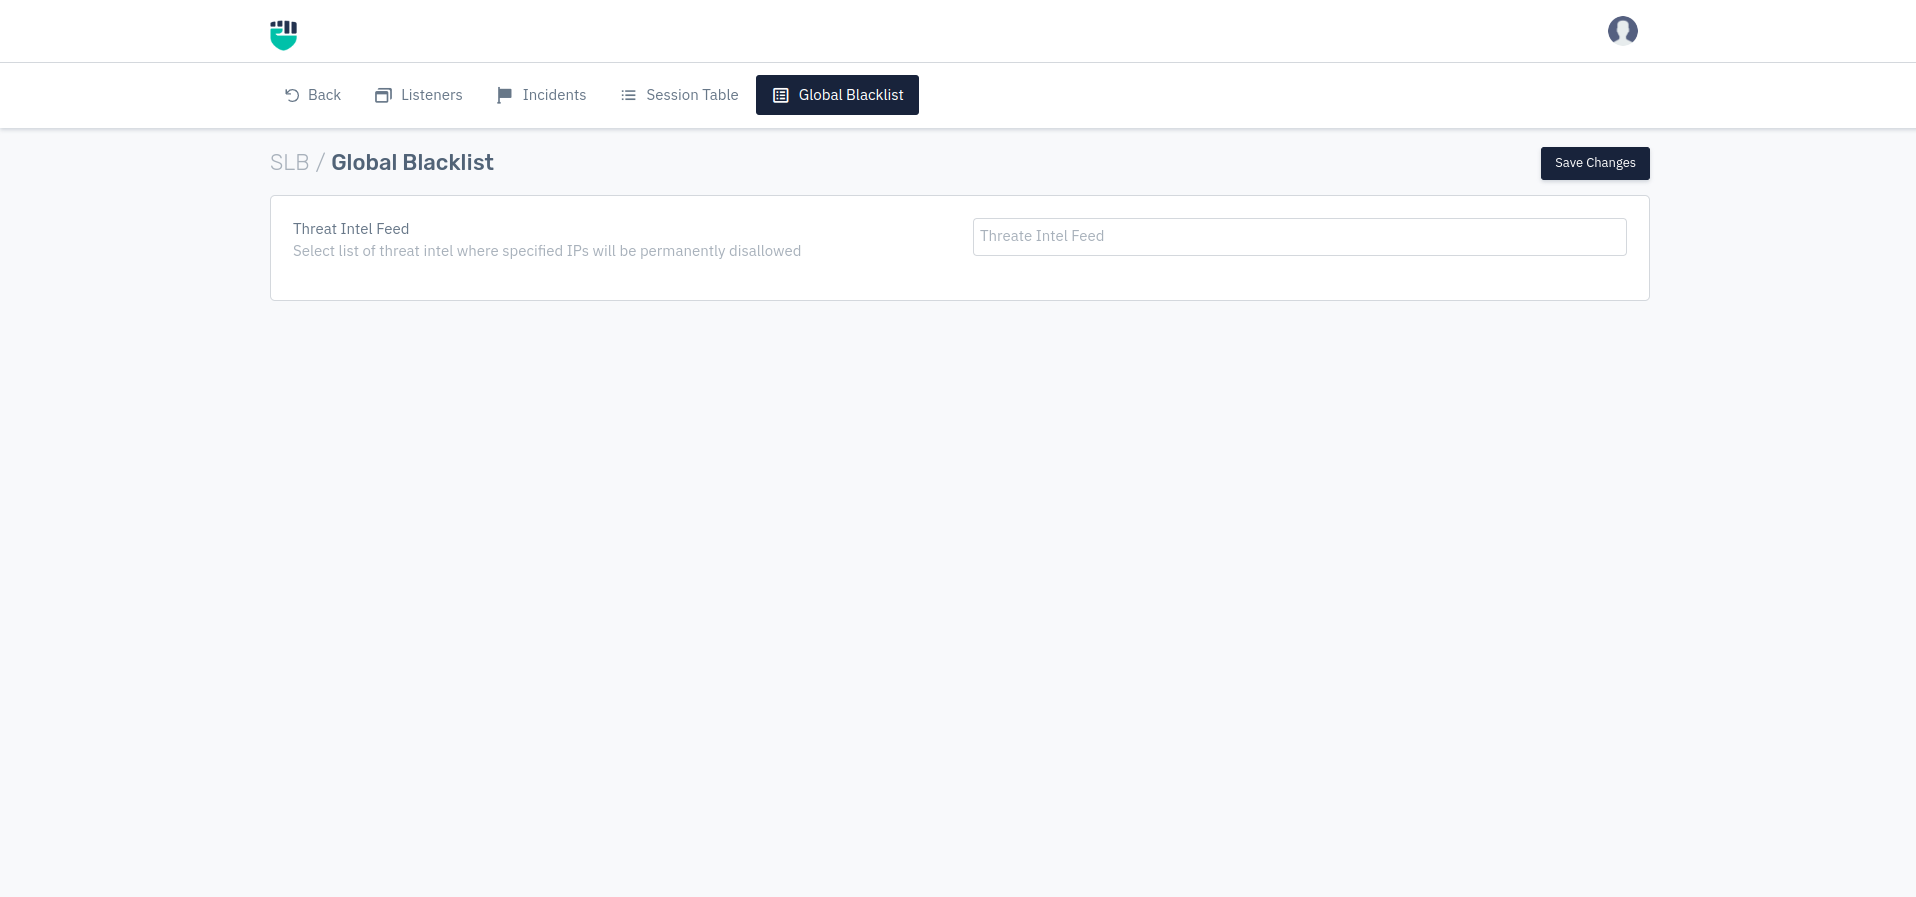 Back
Listeners
Incidents
Session Table
Global Blacklist
SLB / Global Blacklist
Save Changes
Threat Intel Feed
Select list of threat intel where specified IPs will be permanently disallowed
Threate Intel Feed